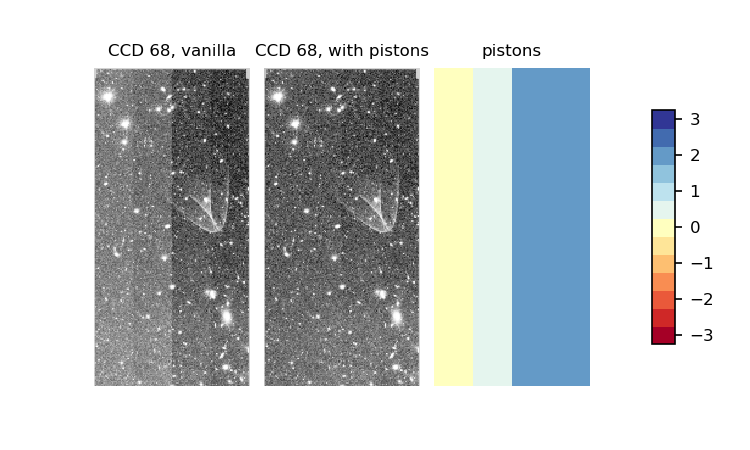 CCD 68, vanilla
CCD 68, with pistons
pistons
3
2
1
0
−1
−2
−3